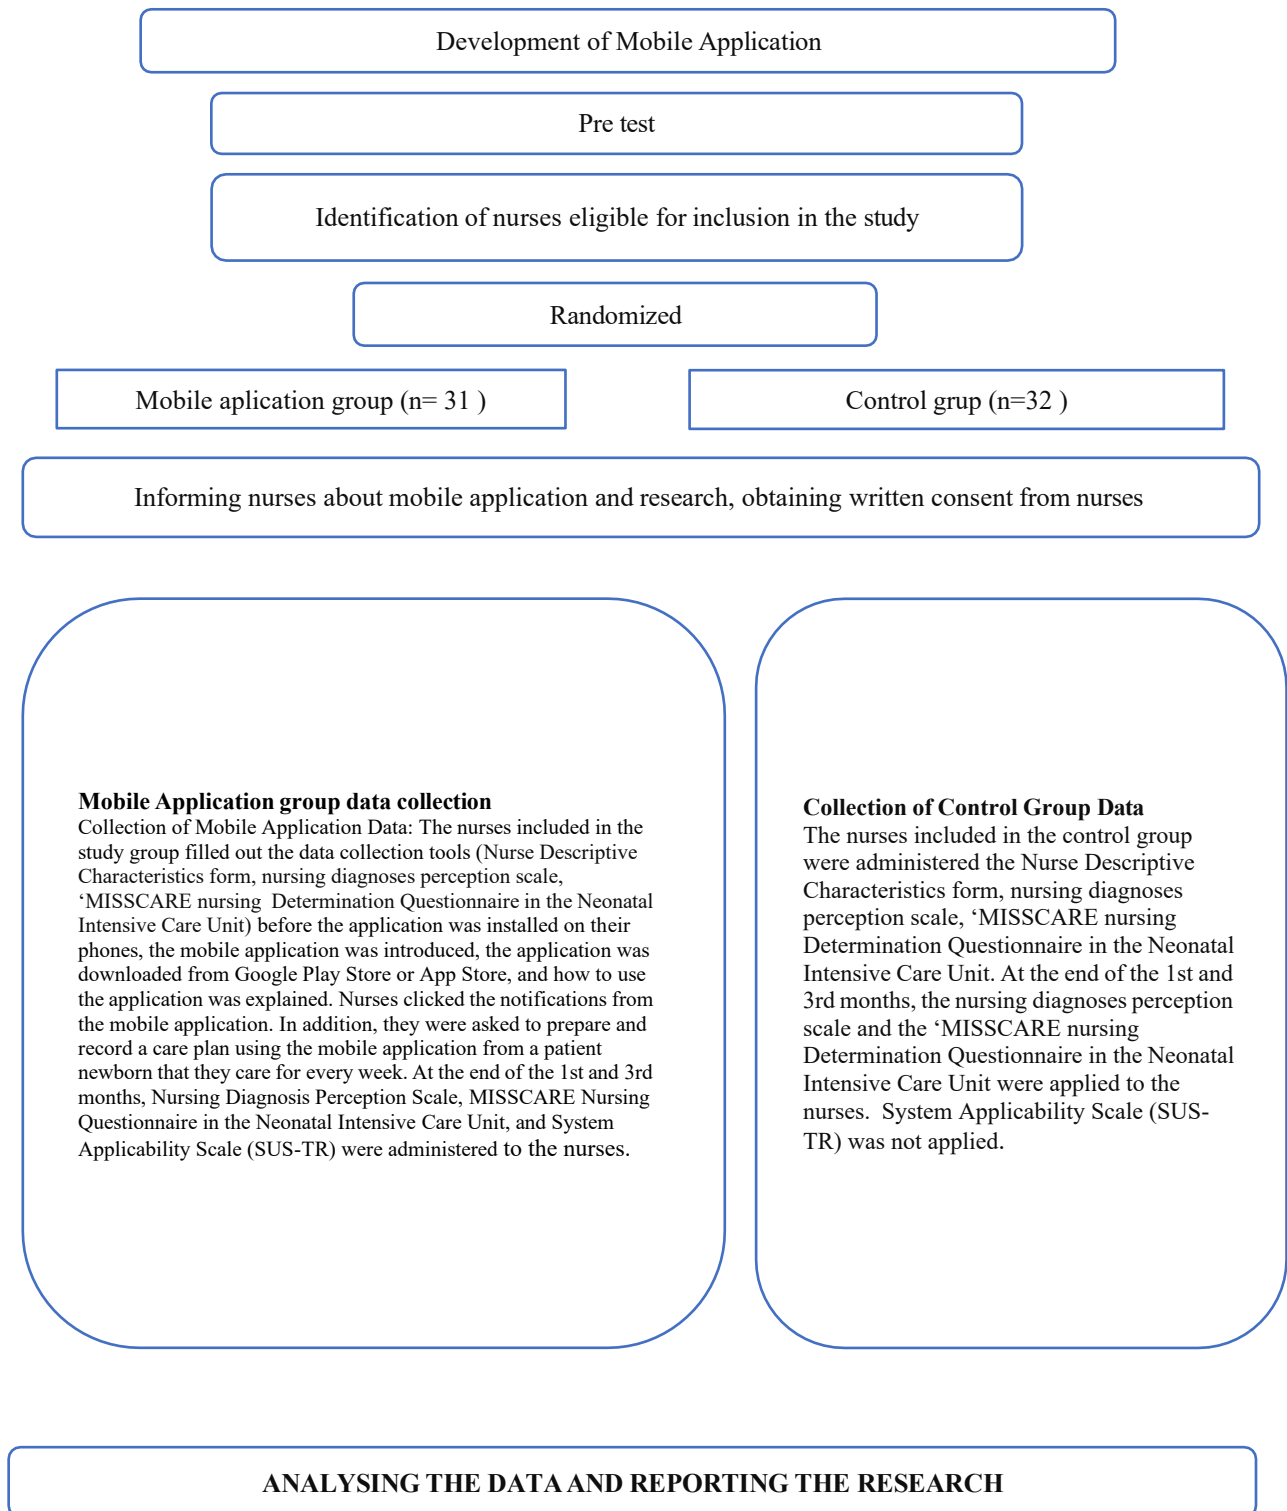 Development of Mobile Application
Pre test
Identification of nurses eligible for inclusion in the study
Randomized
Mobile aplication group (n= 31 )
Control grup (n=32 )
Informing nurses about mobile application and research, obtaining written consent from nurses
Mobile Application group data collection
Collection of Mobile Application Data: The nurses included in the
study group filled out the data collection tools (Nurse Descriptive
Characteristics form, nursing diagnoses perception scale,
‘MISSCARE nursing  Determination Questionnaire in the Neonatal
Intensive Care Unit) before the application was installed on their
phones, the mobile application was introduced, the application was
downloaded from Google Play Store or App Store, and how to use
the application was explained. Nurses clicked the notifications from
the mobile application. In addition, they were asked to prepare and
record a care plan using the mobile application from a patient
newborn that they care for every week. At the end of the 1st and 3rd
months, Nursing Diagnosis Perception Scale, MISSCARE Nursing
Questionnaire in the Neonatal Intensive Care Unit, and System
Applicability Scale (SUS-TR) were administered to the nurses.
Collection of Control Group Data
The nurses included in the control group
were administered the Nurse Descriptive
Characteristics form, nursing diagnoses
perception scale, ‘MISSCARE nursing
Determination Questionnaire in the Neonatal
Intensive Care Unit. At the end of the 1st and
3rd months, the nursing diagnoses perception
scale and the ‘MISSCARE nursing
Determination Questionnaire in the Neonatal
Intensive Care Unit were applied to the
nurses.  System Applicability Scale (SUS-
TR) was not applied.
ANALYSING THE DATA AND REPORTING THE RESEARCH